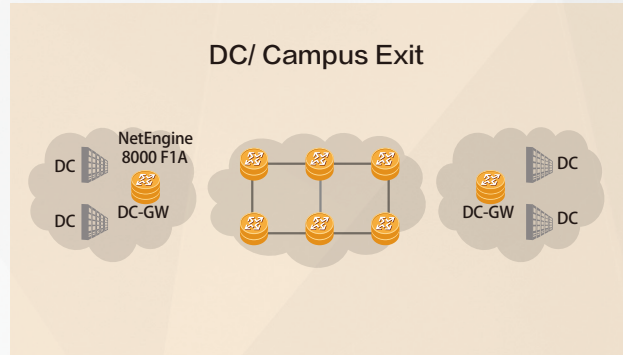 DC/ Campus Exit
NetEngine
8000 F1A
DC
DC
DC-GW
DC
DC-GW
DC